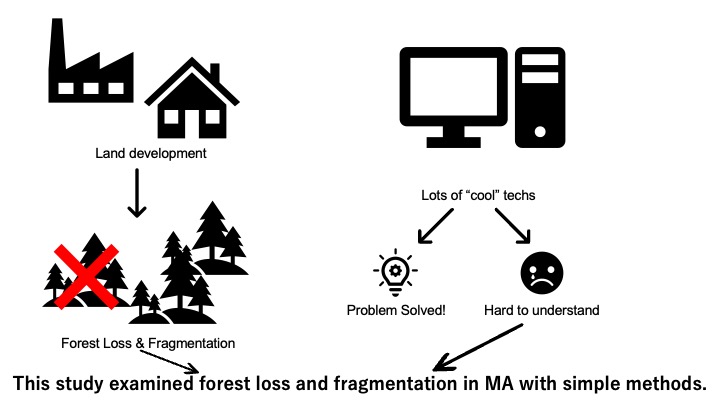 Land development
Lots of “cool” techs
Problem Solved!
Hard to understand
Forest Loss & Fragmentation
This study examined forest loss and fragmentation in MA with simple methods.